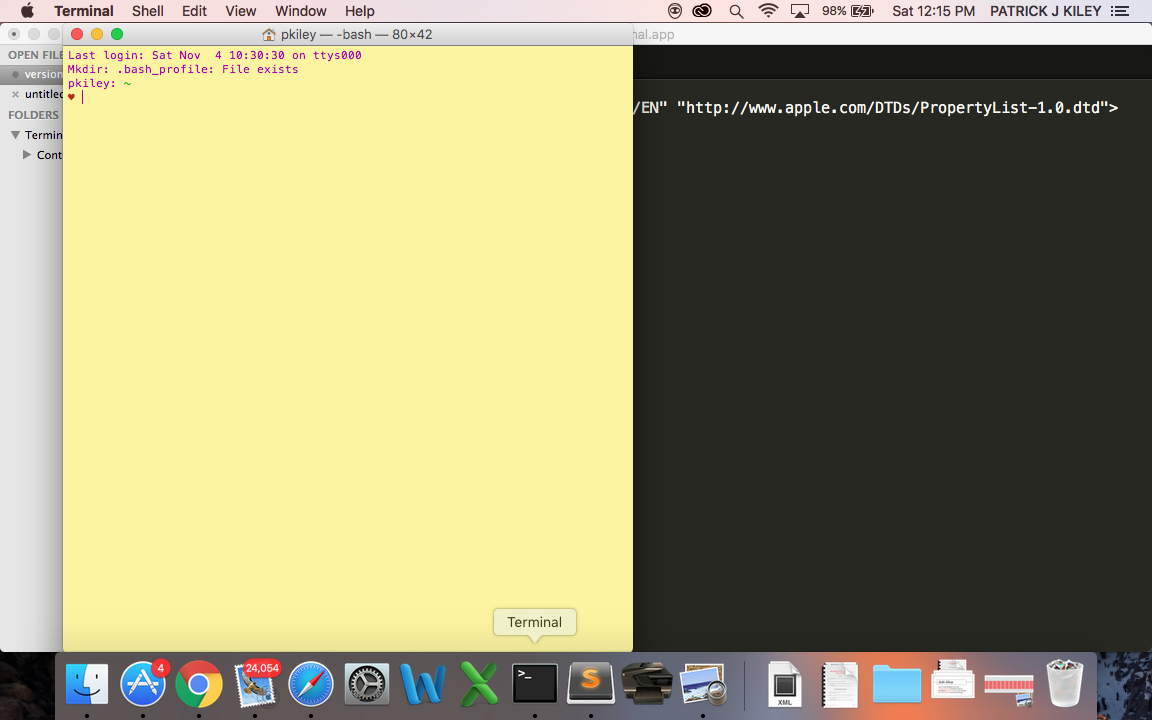 Terminal Shell Edit View Window Help 98% Sat 12:15 PM PATRICK J KILEY
pkiley — -bash — 80×42
nal.app
OPEN FILE
version
untitled
FOLDERS
Termin
Cont
Last login: Sat Nov  4 10:30:30 on ttys000
Mkdir: .bash_profile: File exists
pkiley: ~
♥
/EN" "http://www.apple.com/DTDs/PropertyList-1.0.dtd">
Terminal
4
24,054
>_
S
XML